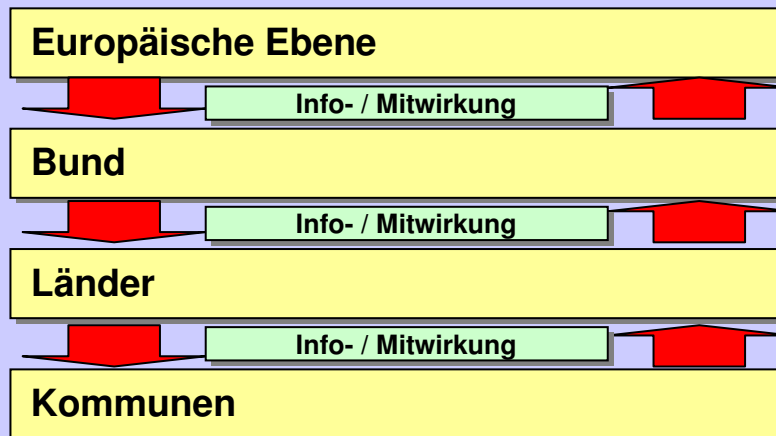 Europäische Ebene
Info- / Mitwirkung
Bund
Info- / Mitwirkung
Länder
Info- / Mitwirkung
Kommunen